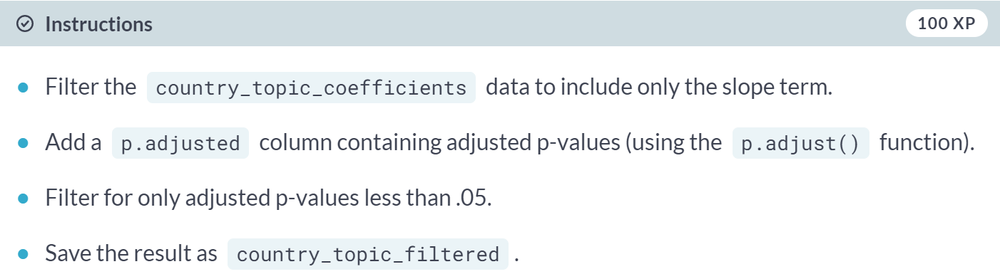 Instructions 100 XP
Filter the country_topic_coefficients data to include only the slope term.
Add a p.adjusted column containing adjusted p-values (using the p.adjust() function).
Filter for only adjusted p-values less than .05.
Save the result as country_topic_filtered .